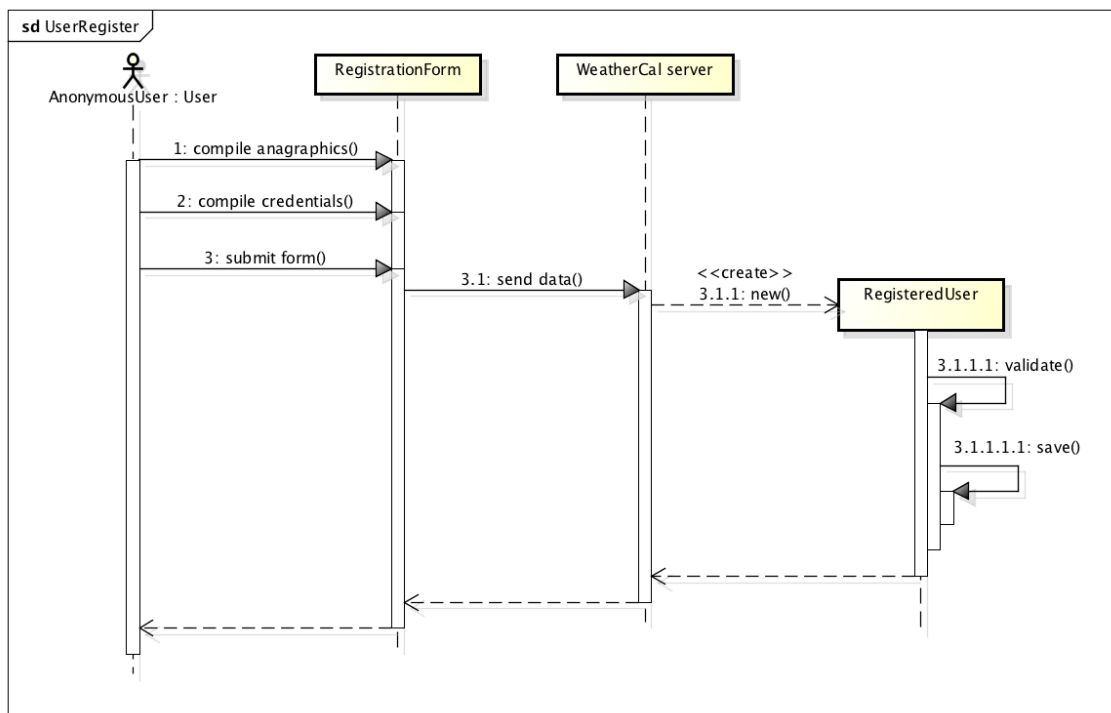 sd UserRegister
AnonymousUser : User
RegistrationForm
WeatherCal server
1: compile anagraphics()
2: compile credentials()
3: submit form()
3.1: send data()
<<create>>
3.1.1: new()
RegisteredUser
3.1.1.1: validate()
3.1.1.1.1: save()